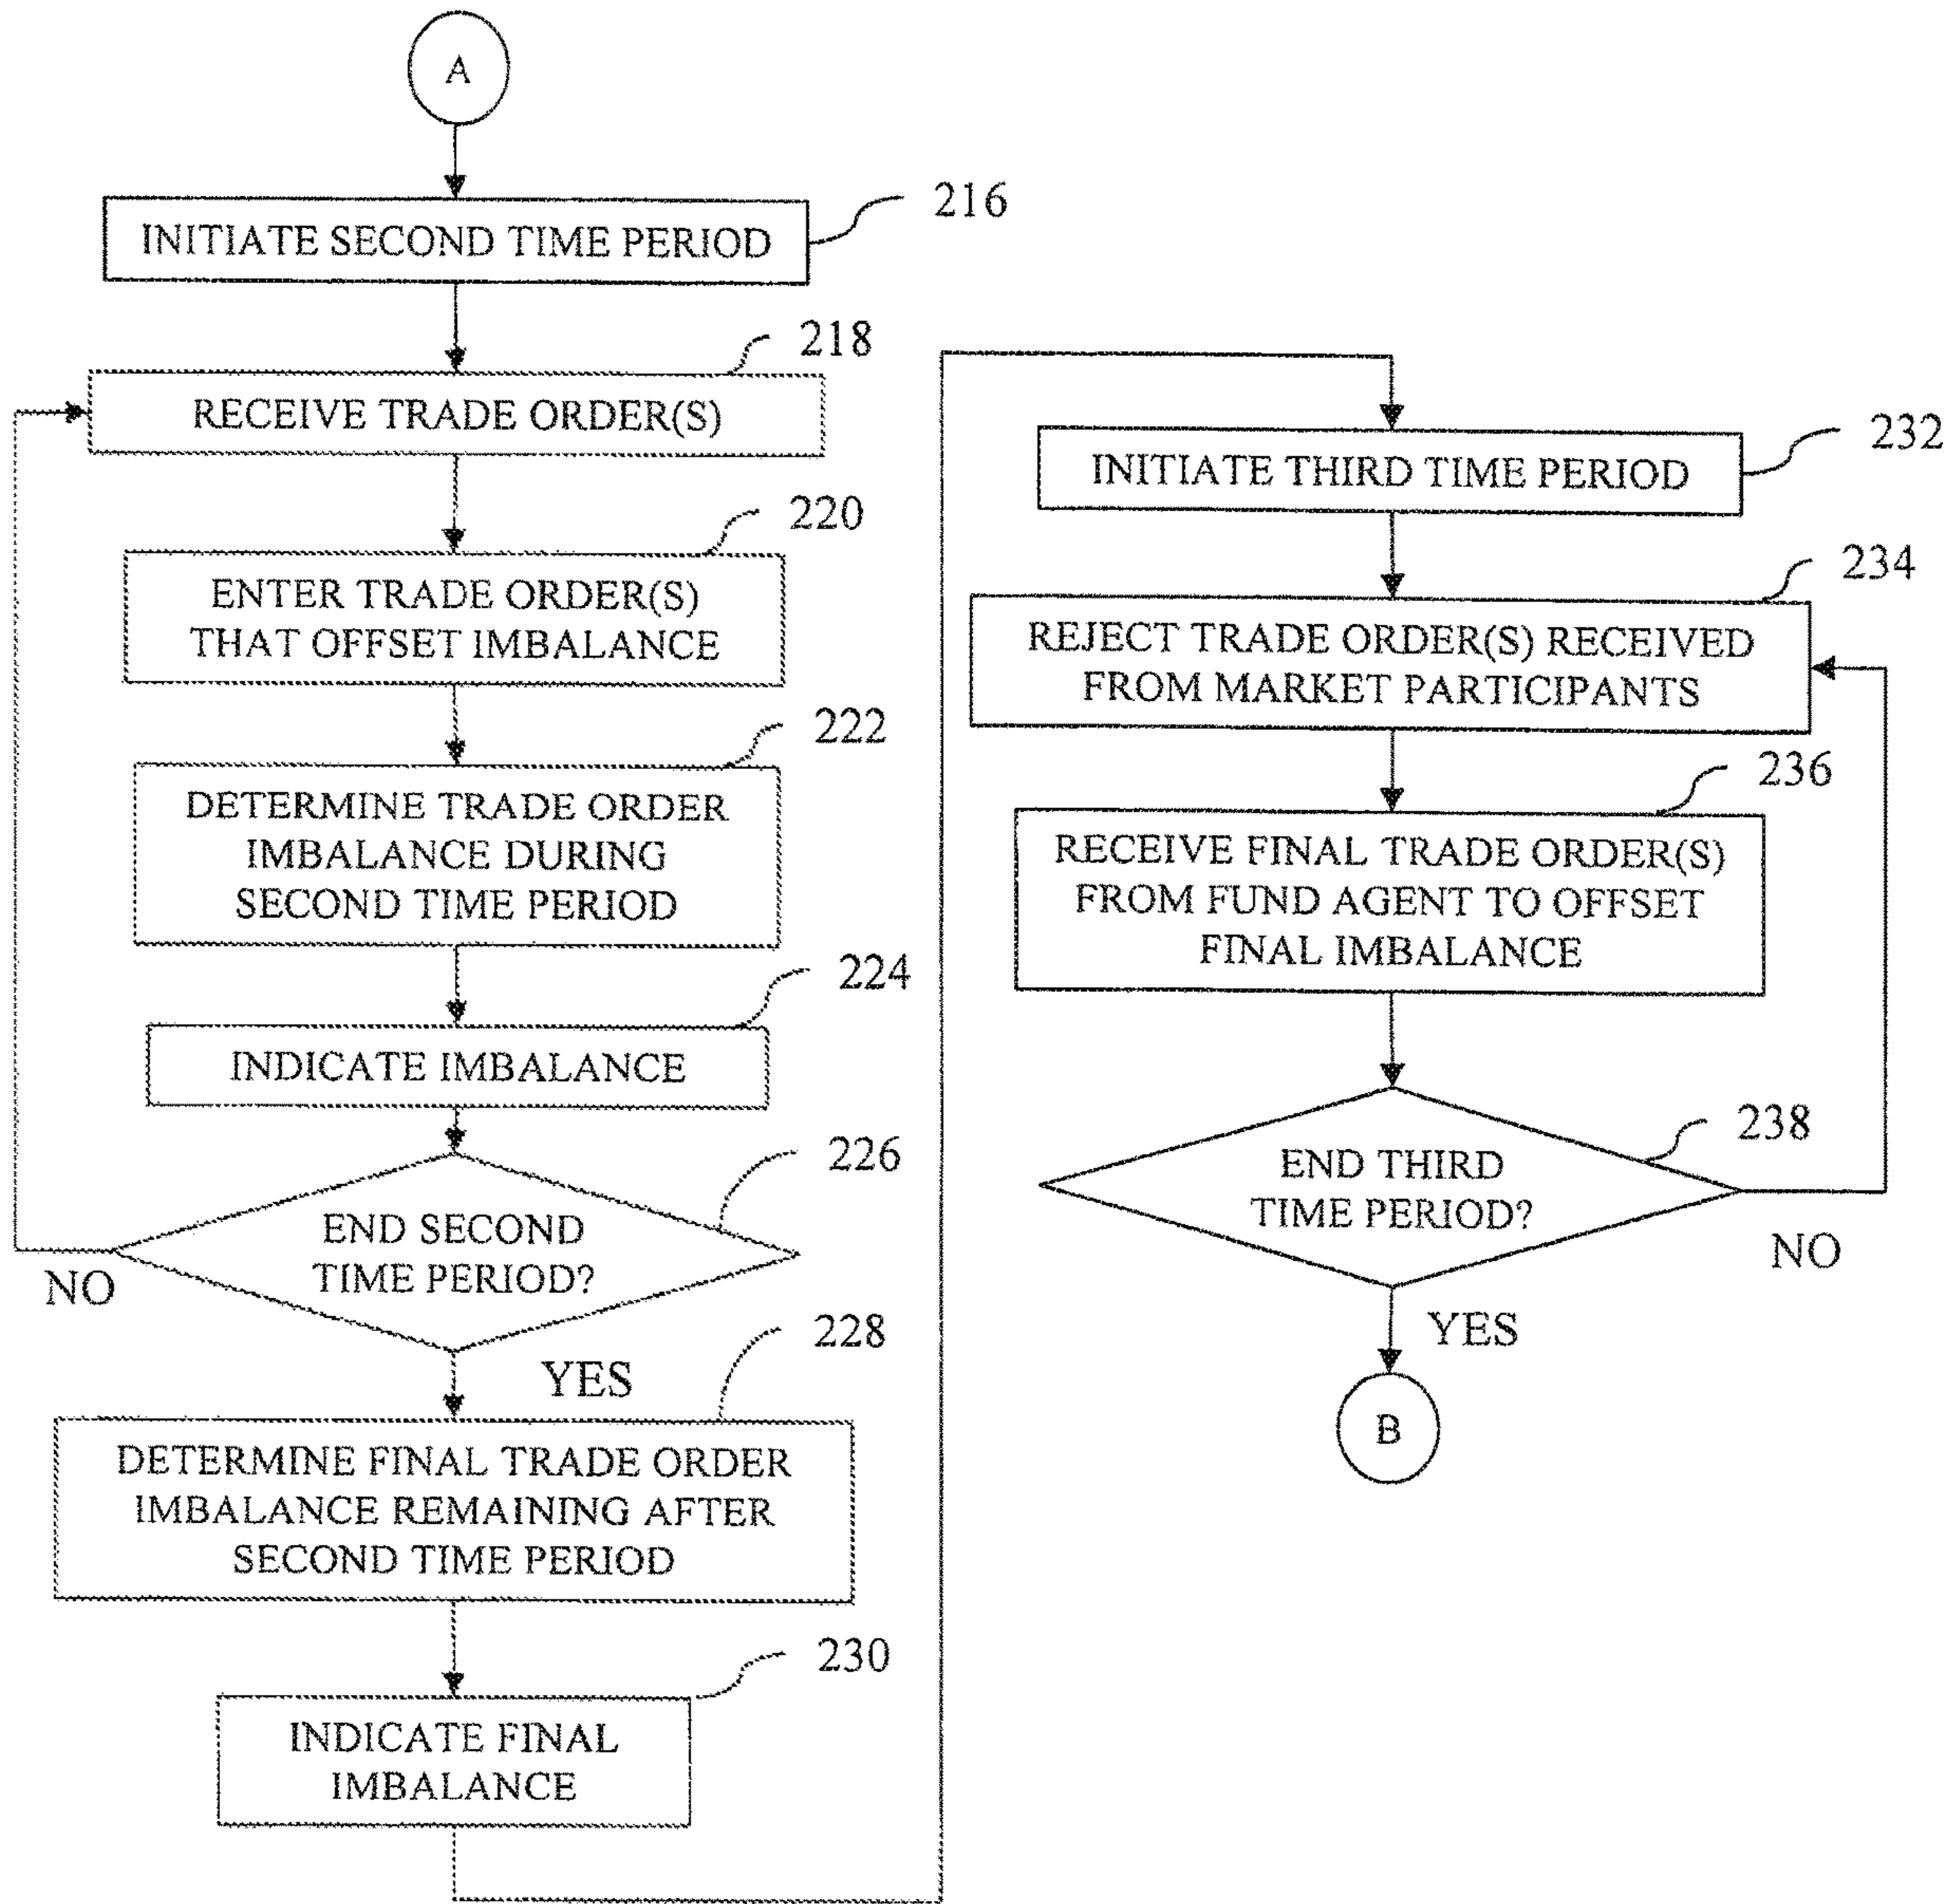 A
216
INITIATE SECOND TIME PERIOD
218
RECEIVE TRADE ORDER(S)
220
ENTER TRADE ORDER(S)
THAT OFFSET IMBALANCE
222
DETERMINE TRADE ORDER
IMBALANCE DURING
SECOND TIME PERIOD
224
INDICATE IMBALANCE
226
END SECOND
TIME PERIOD?
NO
YES
228
DETERMINE FINAL TRADE ORDER
IMBALANCE REMAINING AFTER
SECOND TIME PERIOD
230
INDICATE FINAL
IMBALANCE
232
INITIATE THIRD TIME PERIOD
234
REJECT TRADE ORDER(S) RECEIVED
FROM MARKET PARTICIPANTS
236
RECEIVE FINAL TRADE ORDER(S)
FROM FUND AGENT TO OFFSET
FINAL IMBALANCE
238
END THIRD
TIME PERIOD?
NO
YES
B